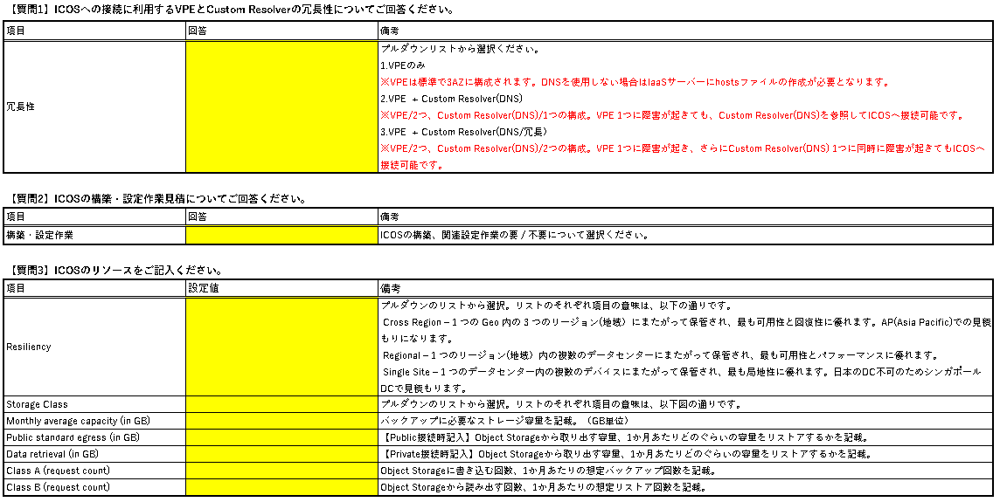 【質問1】ICOSへの接続に利用するVPEとCustom Resolverの冗長性についてご回答ください。
項目 回答 備考
冗長性
プルダウンリストから選択ください。
1.VPEのみ
※VPEは標準で3AZに構成されます。DNSを使用しない場合はIaaSサーバーにhostsファイルの作成が必要となります。
2.VPE + Custom Resolver(DNS)
※VPE/2つ、Custom Resolver(DNS)/1つの構成。VPE 1つに障害が起きても、Custom Resolver(DNS)を参照してICOSへ接続可能です。
3.VPE + Custom Resolver(DNS/冗長)
※VPE/2つ、Custom Resolver(DNS)/2つの構成。VPE 1つに障害が起き、さらにCustom Resolver(DNS) 1つに同時に障害が起きてもICOSへ
接続可能です。
【質問2】ICOSの構築・設定作業見積についてご回答ください。
項目 回答 備考
構築・設定作業 ICOSの構築、関連設定作業の要/不要について選択ください。
【質問3】ICOSのリソースをご記入ください。
項目 設定値 備考
Resiliency
プルダウンのリストから選択。リストのそれぞれ項目の意味は、以下の通りです。
Cross Region – 1 つの Geo 内の 3 つのリージョン(地域）にまたがって保管され、最も可用性と回復性に優れます。AP(Asia Pacific)での見積
もりになります。
Regional – 1 つのリージョン(地域）内の複数のデータセンターにまたがって保管され、最も可用性とパフォーマンスに優れます。
Single Site – 1 つのデータセンター内の複数のデバイスにまたがって保管され、最も局地性に優れます。日本のDC不可のためシンガポール
DCで見積もります。
Storage Class プルダウンのリストから選択。リストのそれぞれ項目の意味は、以下図の通りです。
Monthly average capacity (in GB) バックアップに必要なストレージ容量を記載。（GB単位）
Public standard egress (in GB) 【Public接続時記入】Object Storageから取り出す容量、1か月あたりどのぐらいの容量をリストアするかを記載。
Data retrieval (in GB) 【Private接続時記入】Object Storageから取り出す容量、1か月あたりどのぐらいの容量をリストアするかを記載。
Class A (request count) Object Storageに書き込む回数、1か月あたりの想定バックアップ回数を記載。
Class B (request count) Object Storageから読み出す回数、1か月あたりの想定リストア回数を記載。